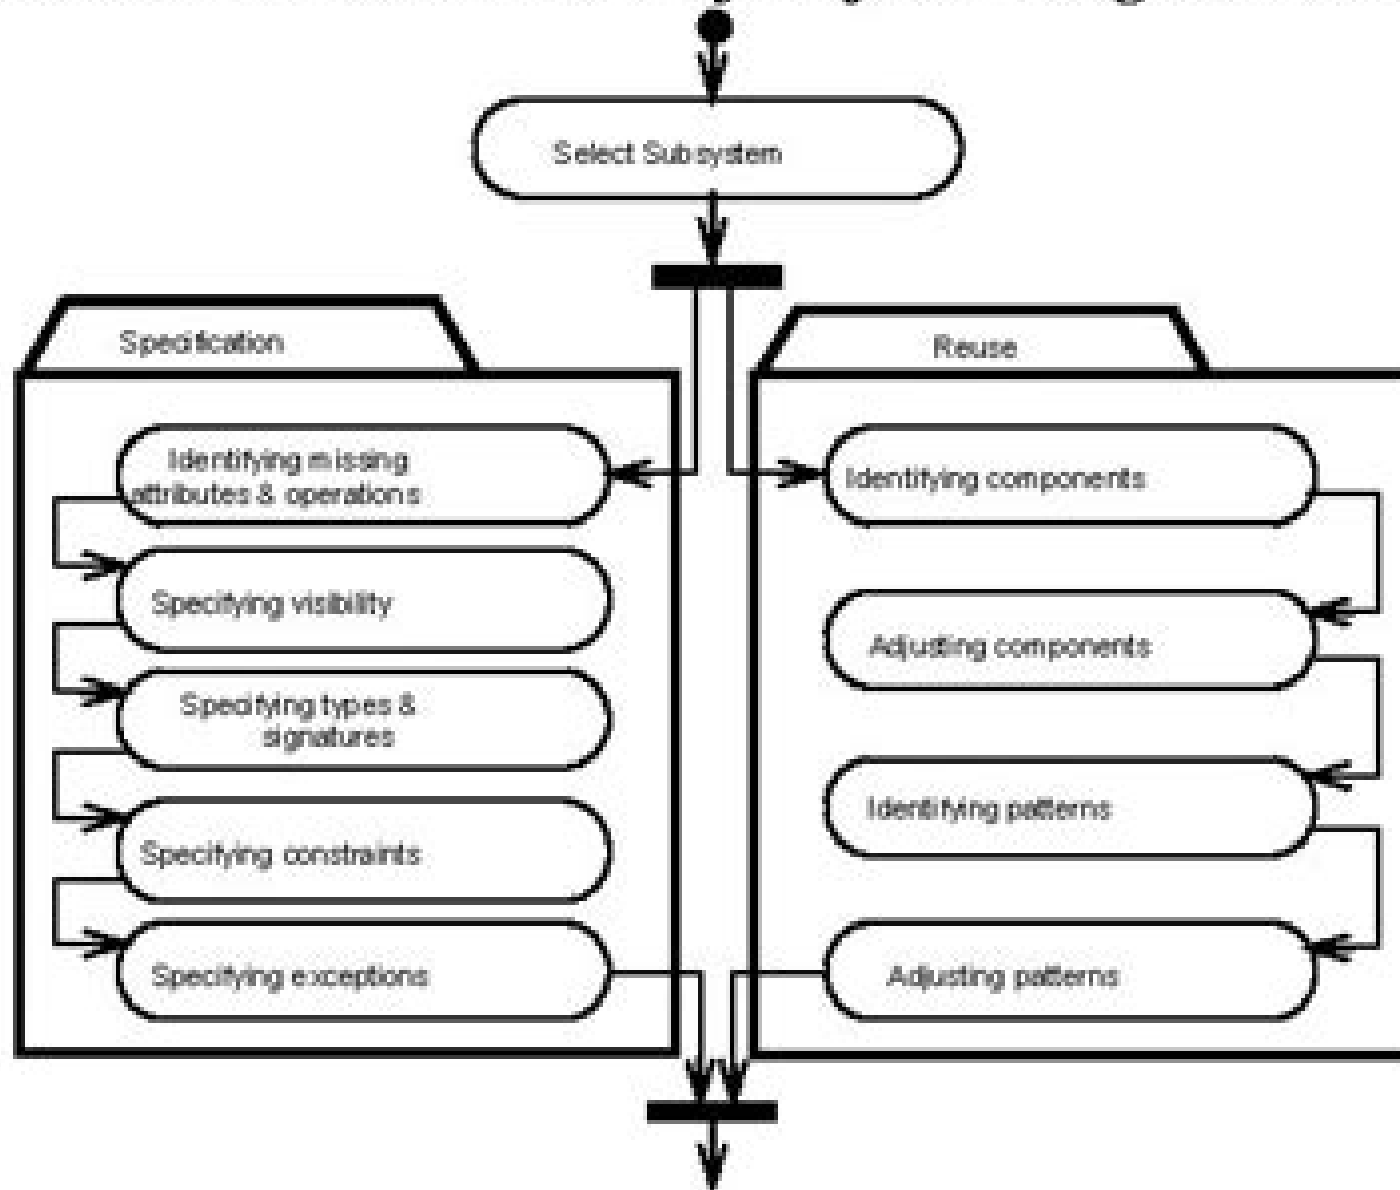 Select Subsystem
Specification
Identifying missing
attributes & operations
Specifying visibility
Specifying types &
signatures
Specifying constraints
Specifying exceptions
Reuse
Identifying components
Adjusting components
Identifying patterns
Adjusting patterns